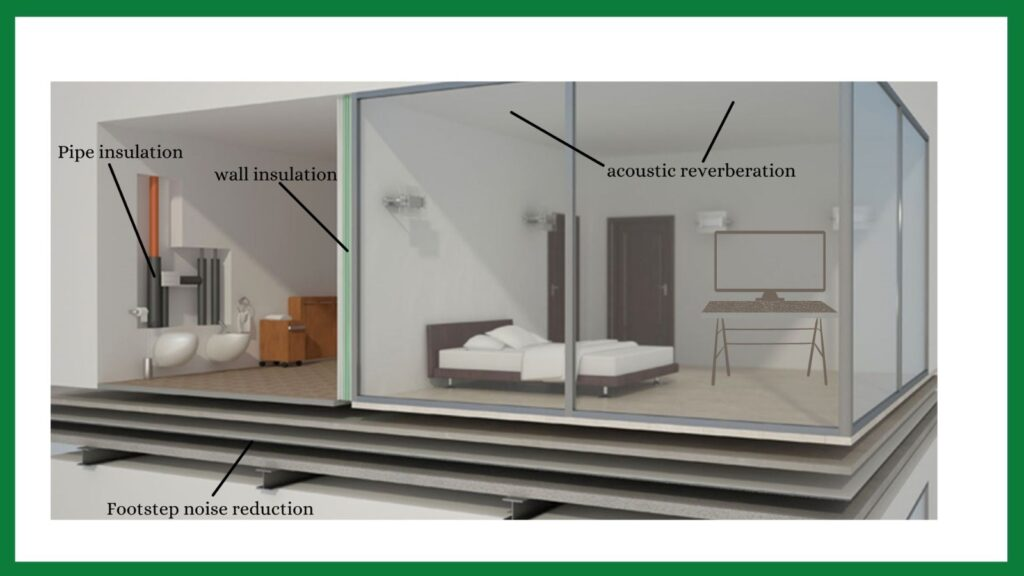 Pipe insulation
wall insulation
acoustic reverberation
Footstep noise reduction